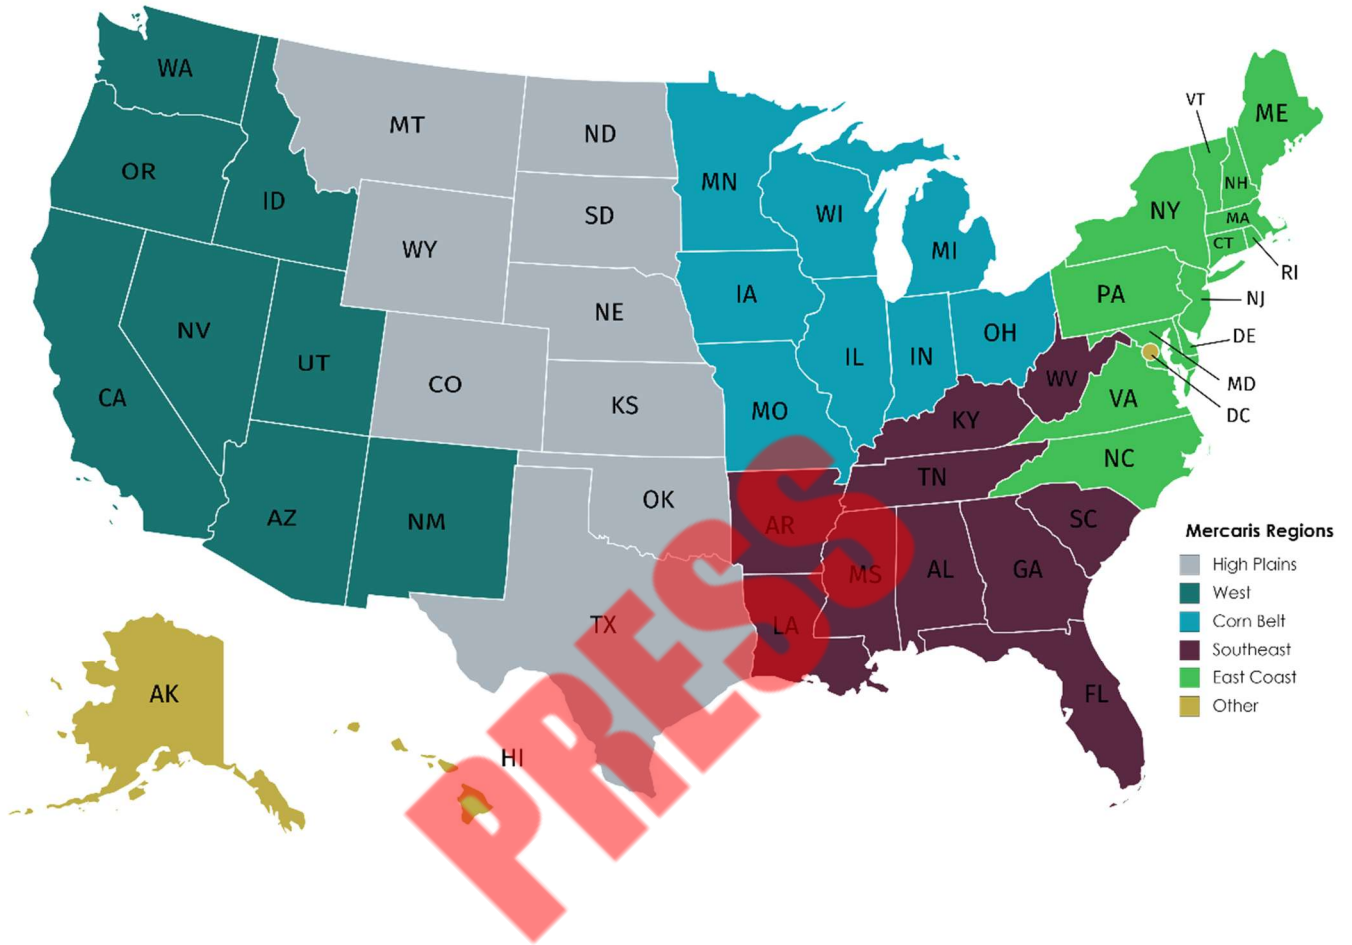 WA
MT
ND
MN
VT
ME
OR
ID
SD
WI
NY
NH
MA
WY
MI
CT
RI
NE
IA
PA
NJ
NV
UT
IL
IN
OH
DE
CA
CO
KS
MO
WV
VA
MD
DC
KY
NC
TN
OK
AZ
NM
AR
SC
MS
AL
GA
TX
LA
FL
AK
HI
Mercaris Regions
High Plains
West
Corn Belt
Southeast
East Coast
Other
PRESS